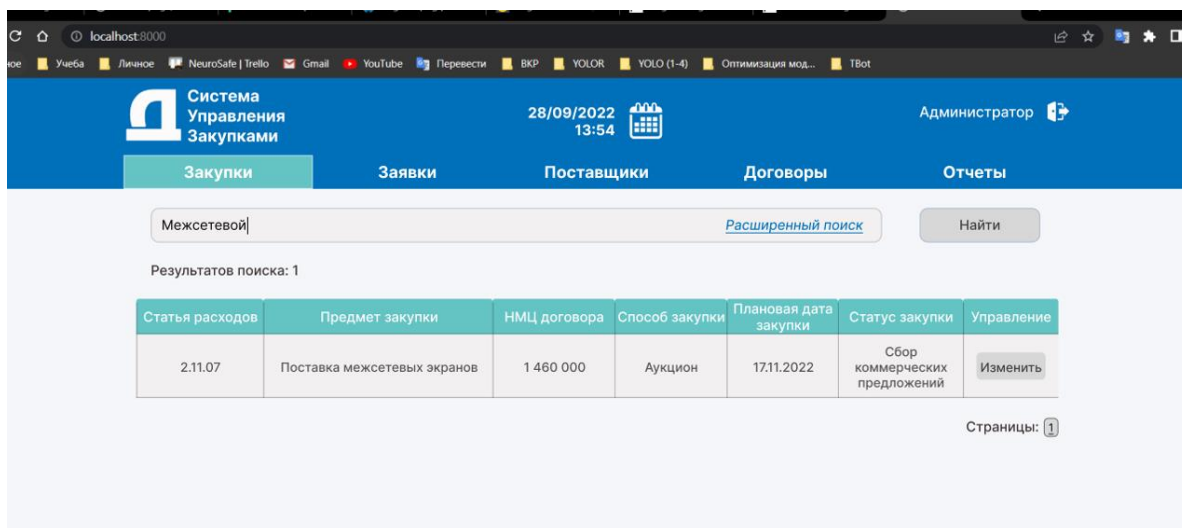 localhost:8000
Учеба Личное NeuroSafe | Trello Gmail YouTube Перевести ВКР YOLOR YOLO (1-4) Оптимизация мод... TBot
Система
Управления
Закупками
28/09/2022
13:54
Администратор
Закупки Заявки Поставщики Договоры Отчеты
Межсетевой Расширенный поиск Найти
Результатов поиска: 1
Статья расходов Предмет закупки НМЦ договора Способ закупки Плановая дата закупки Статус закупки Управление
2.11.07 Поставка межсетевых экранов 1 460 000 Аукцион 17.11.2022 Сбор коммерческих предложений Изменить
Страницы: 1